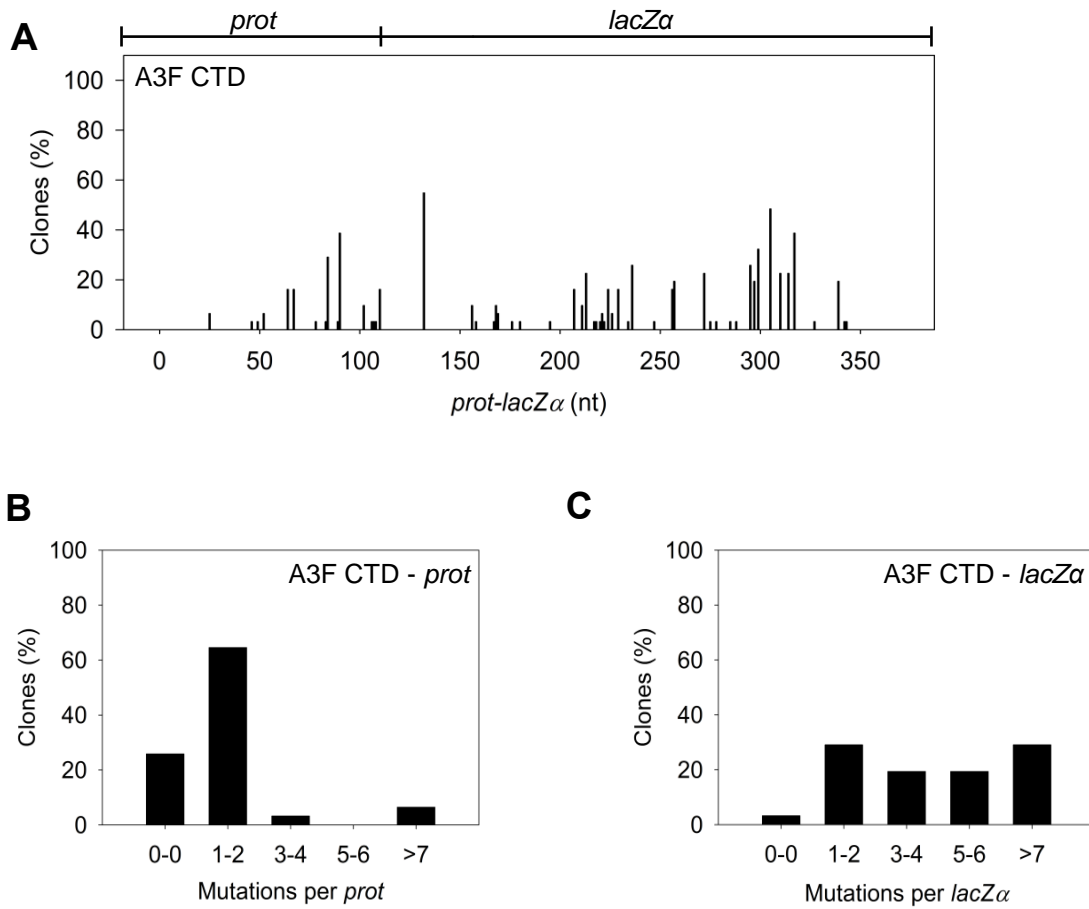 A
prot
lacZα
A3F CTD
Clones (%)
100
80
60
40
20
0
0 50 100 150 200 250 300 350
prot-lacZα (nt)
B
A3F CTD - prot
Clones (%)
100
80
60
40
20
0
0-0 1-2 3-4 5-6 >7
Mutations per prot
C
A3F CTD - lacZα
Clones (%)
100
80
60
40
20
0
0-0 1-2 3-4 5-6 >7
Mutations per lacZα